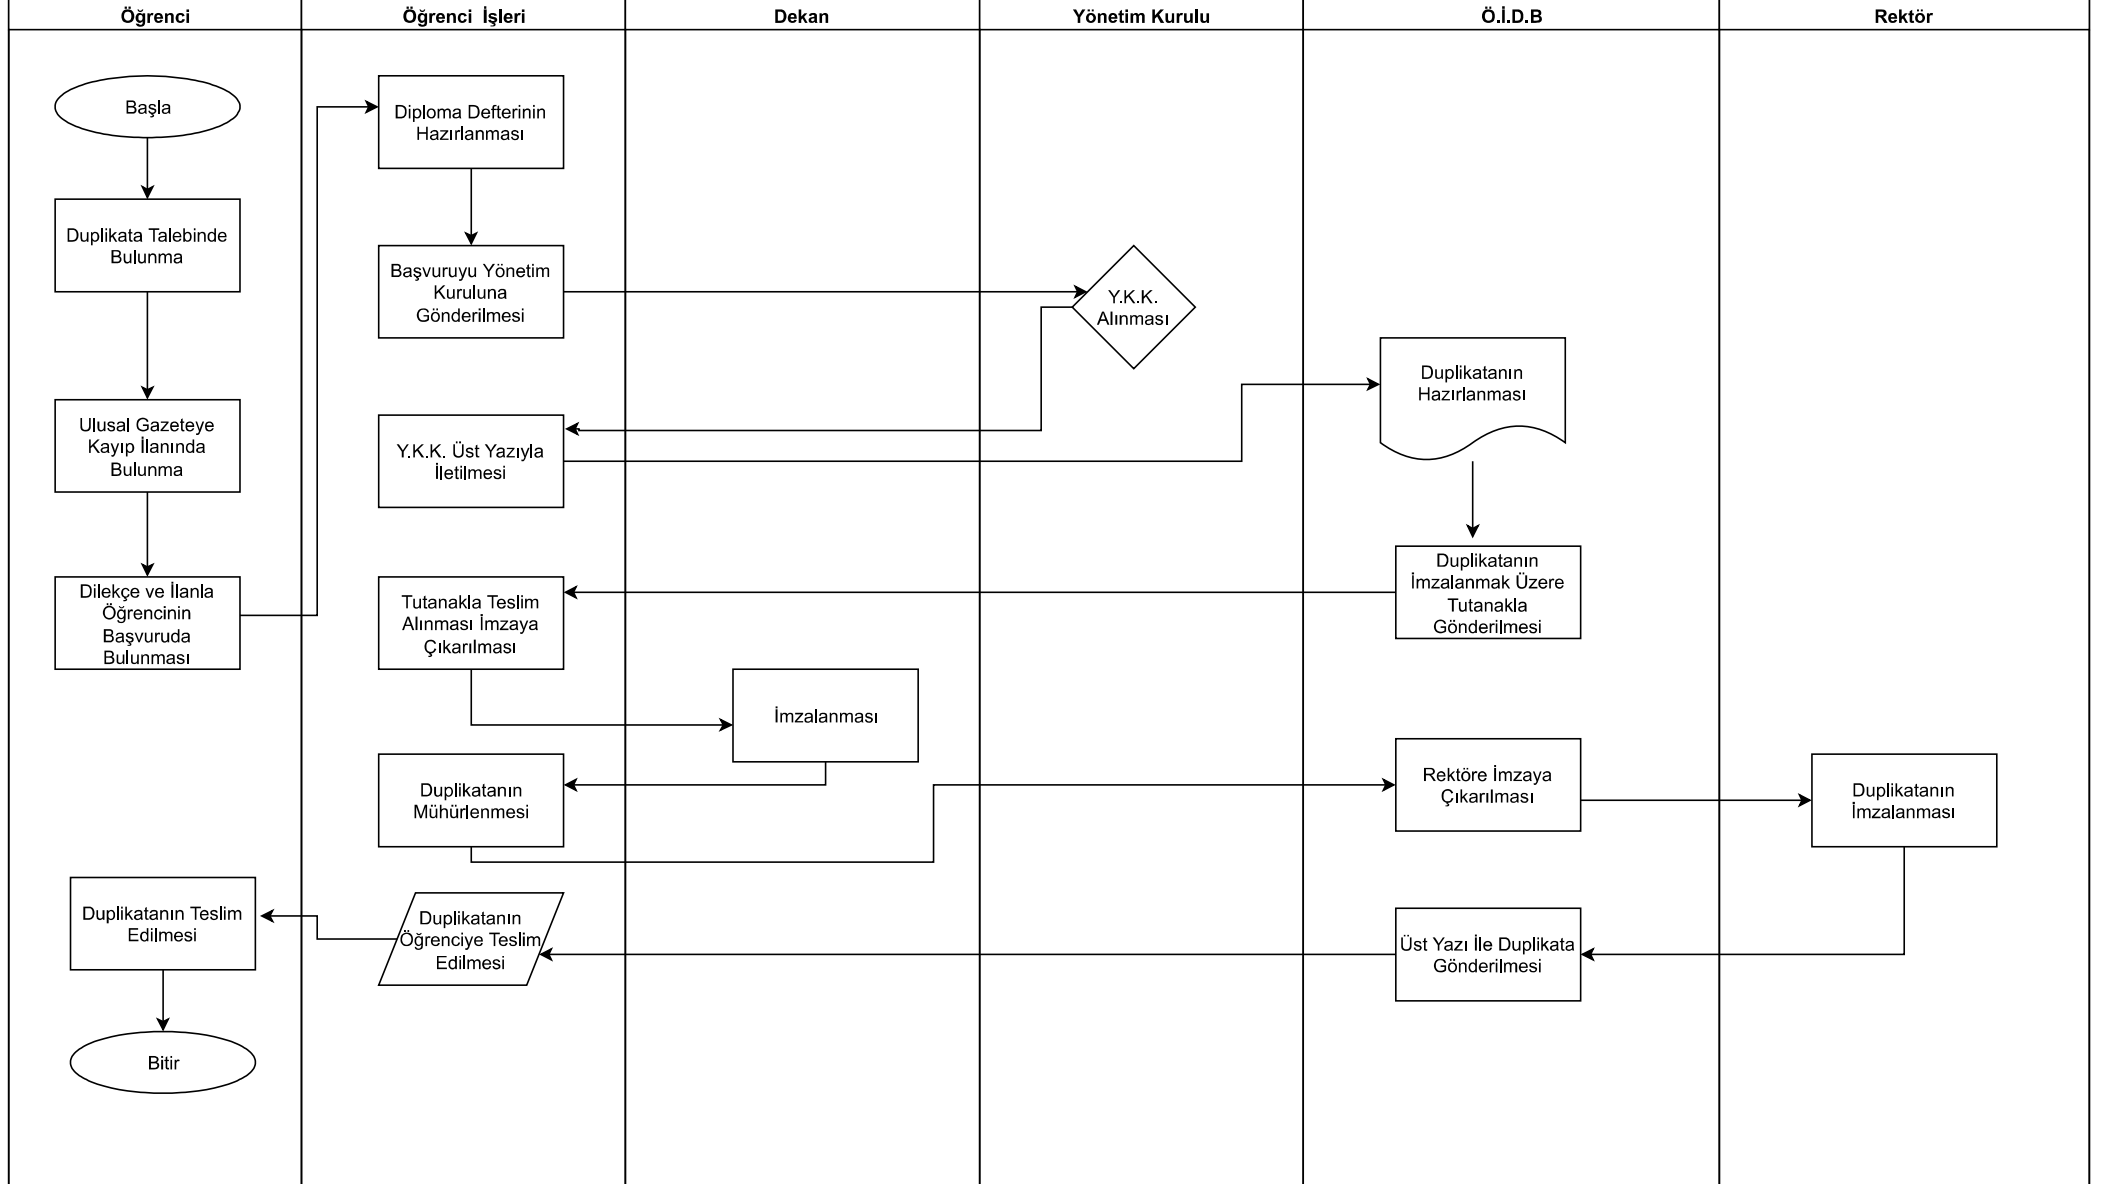 Öğrenci
Öğrenci İşleri
Dekan
Yönetim Kurulu
Ö.İ.D.B
Rektör
Başla
Duplikata Talebinde
Bulunma
Ulusal Gazeteye
Kayıp İlanında
Bulunma
Dilekçe ve İlanla
Öğrencinin
Başvuruda
Bulunması
Diploma Defterinin
Hazırlanması
Başvuruyu Yönetim
Kuruluna
Gönderilmesi
Y.K.K.
Alınması
Y.K.K. Üst Yazıyla
İletilmesi
Duplikatanın
Hazırlanması
Duplikatanın
İmzalanmak Üzere
Tutanakla
Gönderilmesi
Tutanakla Teslim
Alınması İmzaya
Çıkarılması
İmzalanması
Duplikatanın
Mühürlenmesi
Rektöre İmzaya
Çıkarılması
Duplikatanın
İmzalanması
Üst Yazı İle Duplikata
Gönderilmesi
Duplikatanın
Öğrenciye Teslim
Edilmesi
Duplikatanın Teslim
Edilmesi
Bitir